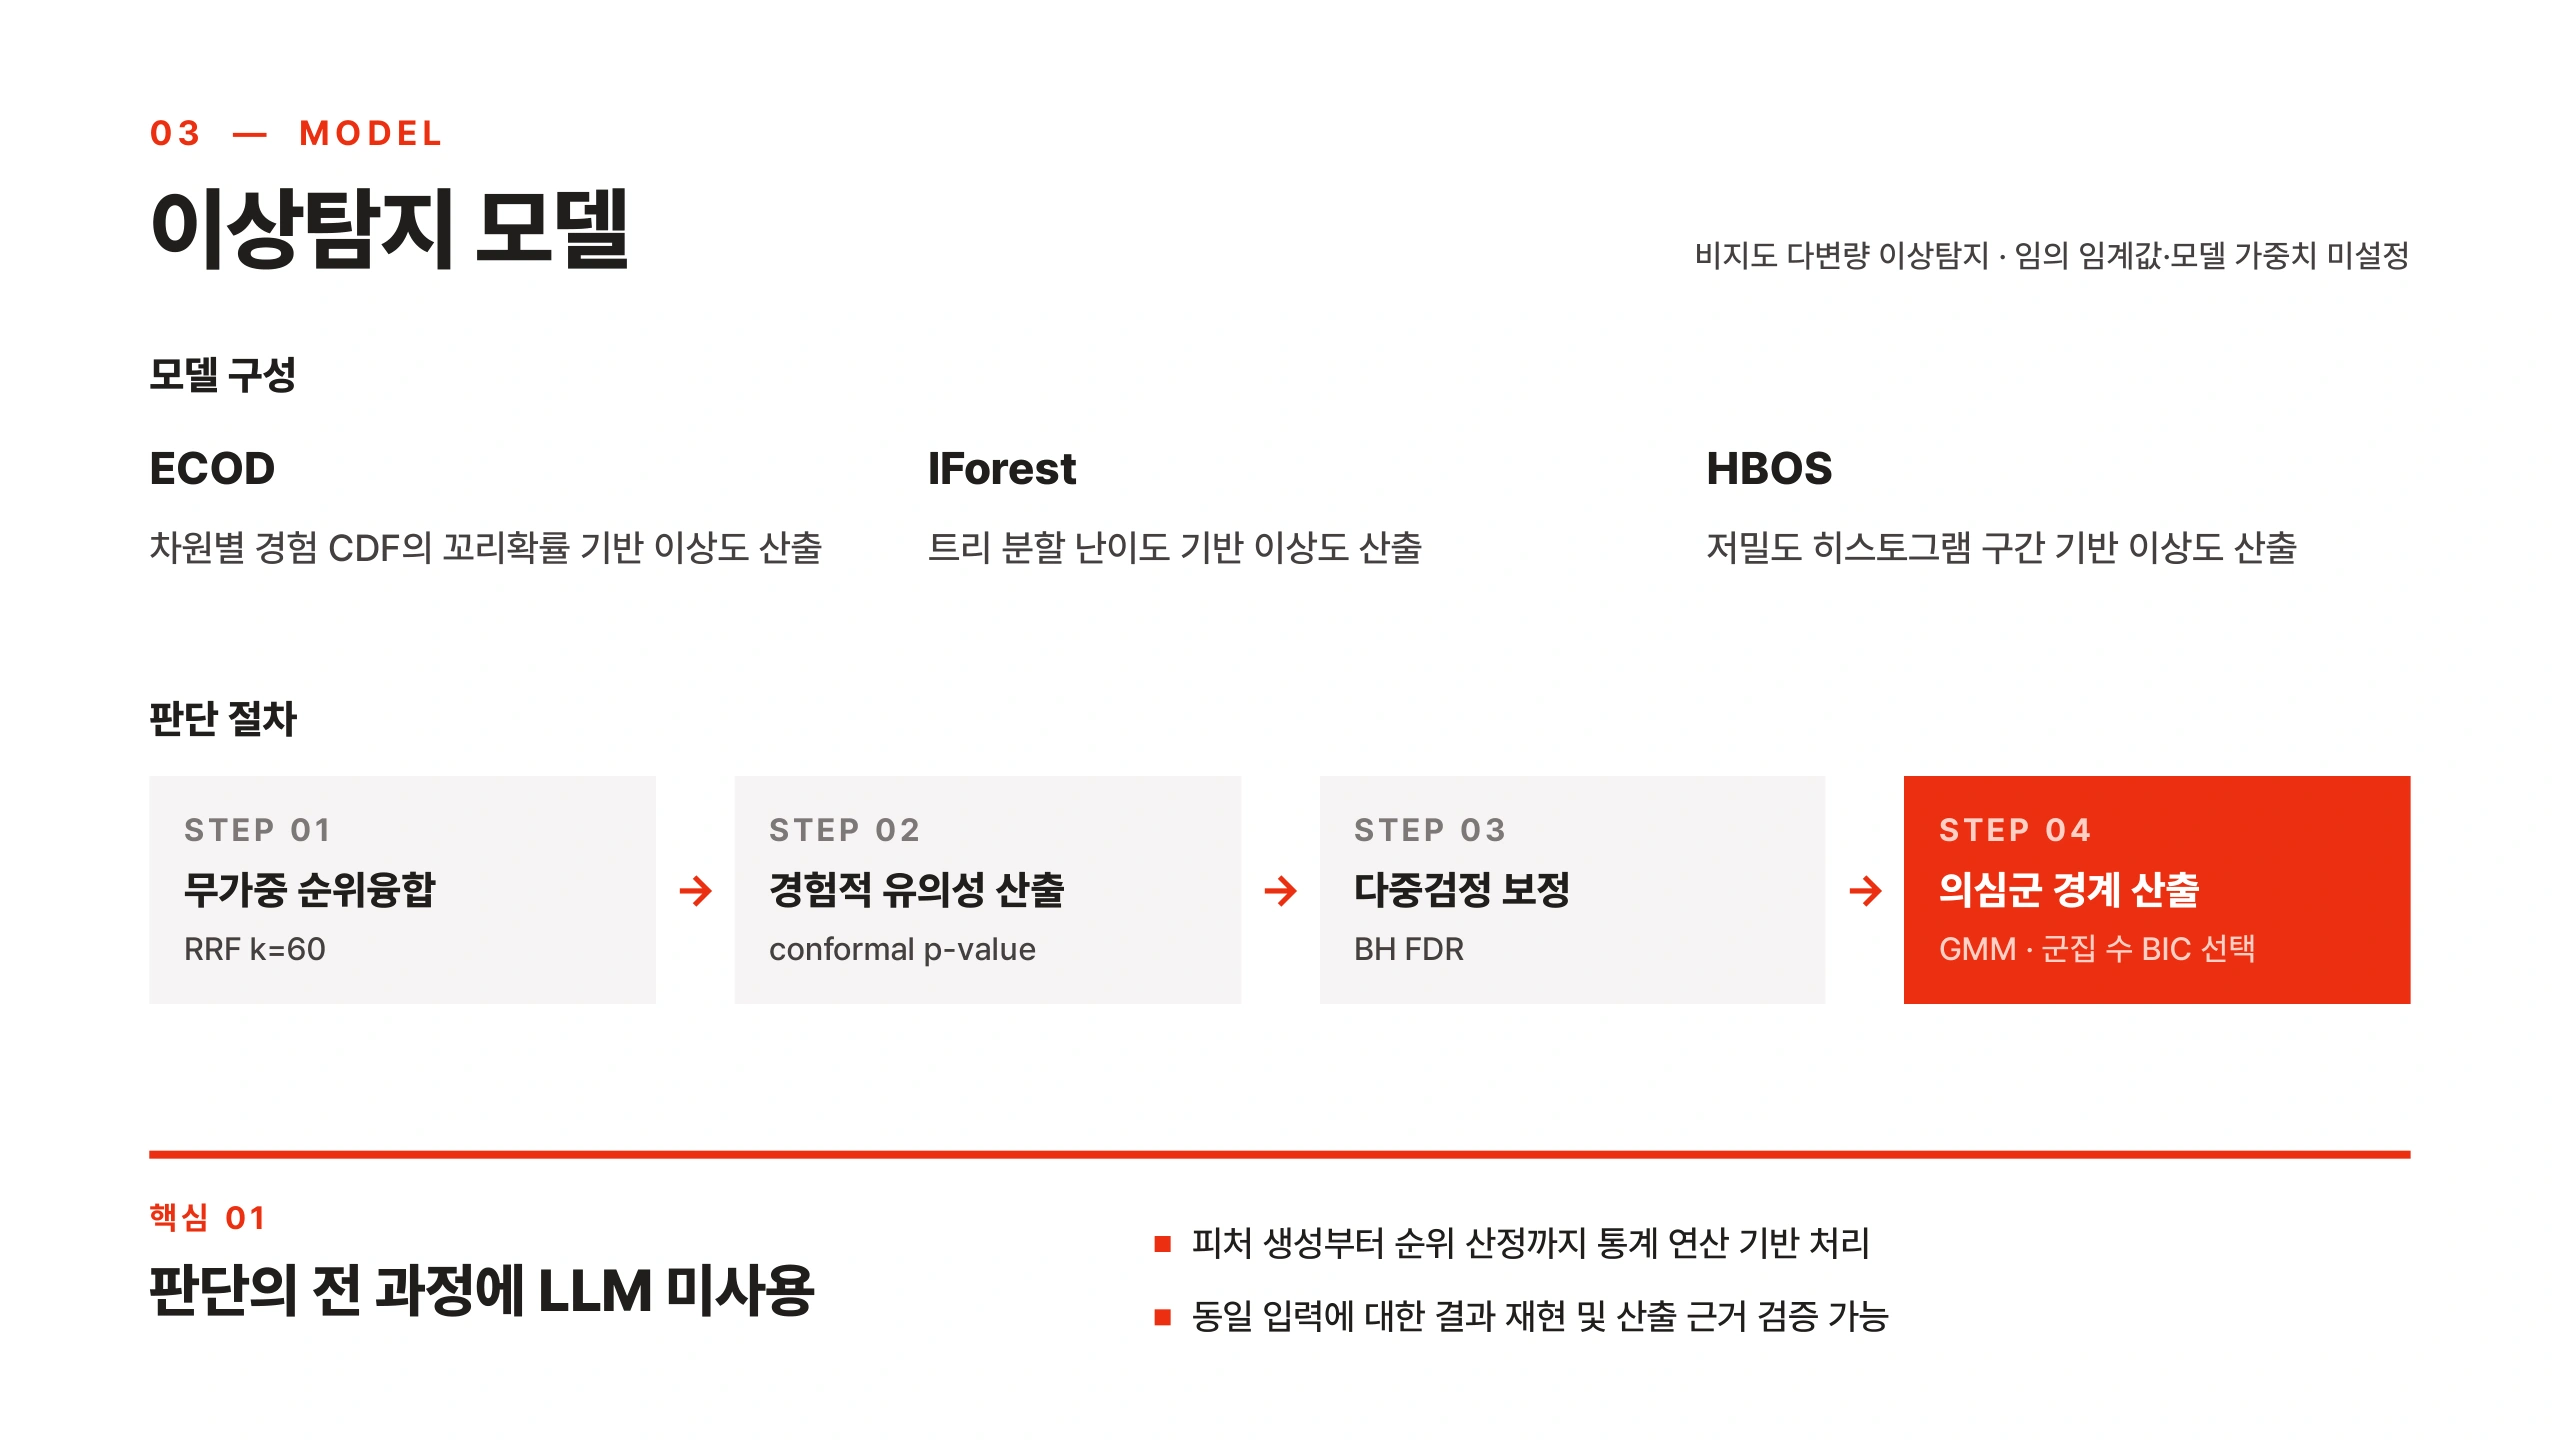 03 — MODEL
이상탐지 모델
비지도 다변량 이상탐지 · 임의 임계값·모델 가중치 미설정
모델 구성
ECOD
차원별 경험 CDF의 꼬리확률 기반 이상도 산출
IForest
트리 분할 난이도 기반 이상도 산출
HBOS
저밀도 히스토그램 구간 기반 이상도 산출
판단 절차
STEP 01
무가중 순위융합
RRF k=60
→
STEP 02
경험적 유의성 산출
conformal p-value
→
STEP 03
다중검정 보정
BH FDR
→
STEP 04
의심군 경계 산출
GMM · 군집 수 BIC 선택
핵심 01
판단의 전 과정에 LLM 미사용
■ 피처 생성부터 순위 산정까지 통계 연산 기반 처리
■ 동일 입력에 대한 결과 재현 및 산출 근거 검증 가능